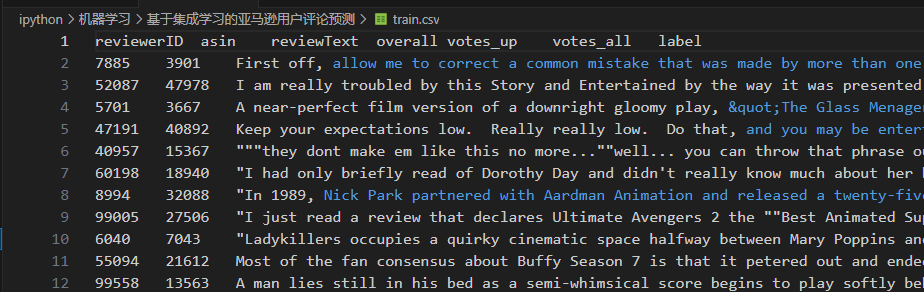 ipython > 机器学习 > 基于集成学习的亚马逊用户评论预测 > train.csv
1 reviewerID asin reviewText overall votes_up votes_all label
2 7885 3901 First off, allow me to correct a common mistake that was made by more than one
3 52087 47978 I am really troubled by this Story and Entertained by the way it was presented
4 5701 3667 A near-perfect film version of a downright gloomy play, &quot;The Glass Menage
5 47191 40892 Keep your expectations low.  Really really low.  Do that, and you may be enter
6 40957 15367 """they dont make em like this no more...""well... you can throw that phrase ou
7 60198 18940 "I had only briefly read of Dorothy Day and didn't really know much about her
8 8994 32088 "In 1989, Nick Park partnered with Aardman Animation and released a twenty-five
9 99005 27506 "I just read a review that declares Ultimate Avengers 2 the ""Best Animated Sup
10 6040 7043 "Ladykillers occupies a quirky cinematic space halfway between Mary Poppins and
11 55094 21612 Most of the fan consensus about Buffy Season 7 is that it petered out and ended
12 99558 13563 A man lies still in his bed as a semi-whimsical score begins to play softly be